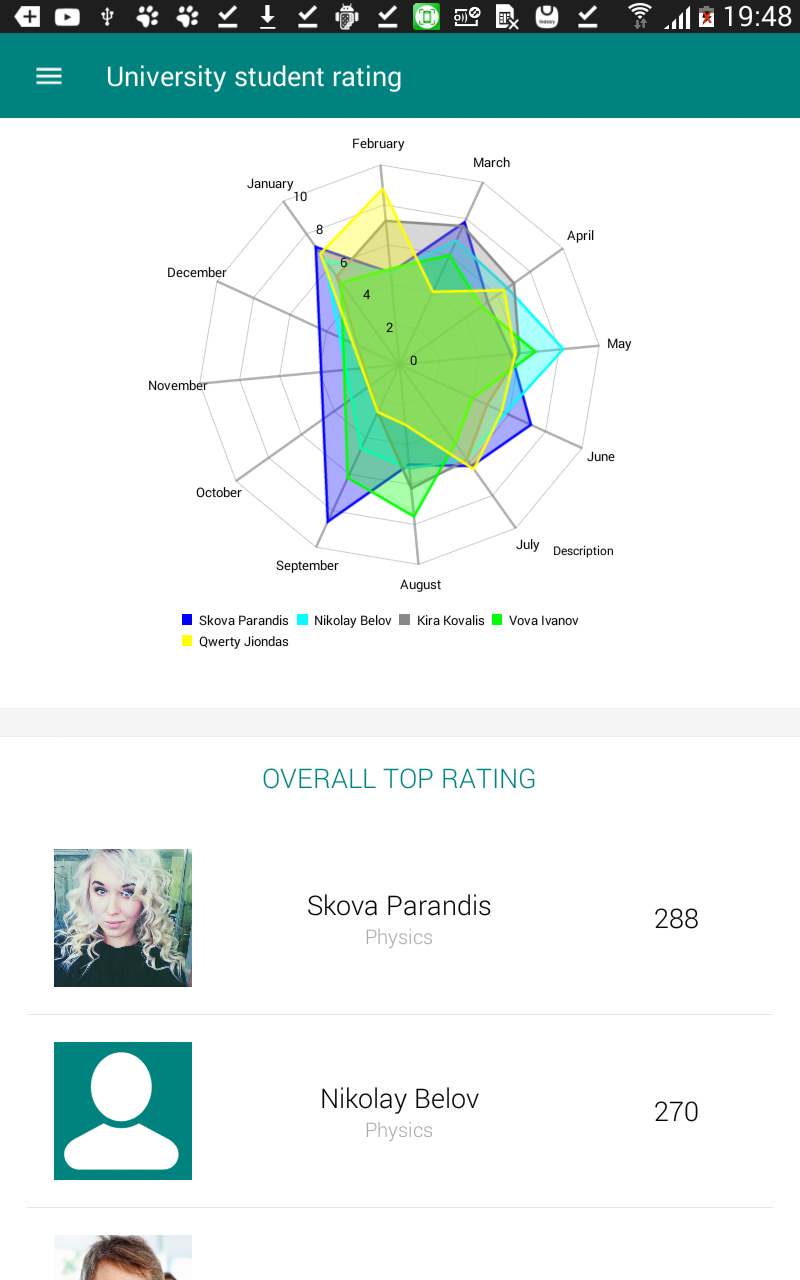 19:48
University student rating
February
March
January
10
April
8
6
December
4
2
May
0
November
June
October
July
Description
September
August
Skova Parandis
Nikolay Belov
Kira Kovalis
Vova Ivanov
Qwerty Jiondas
OVERALL TOP RATING
Skova Parandis
288
Physics
Nikolay Belov
270
Physics